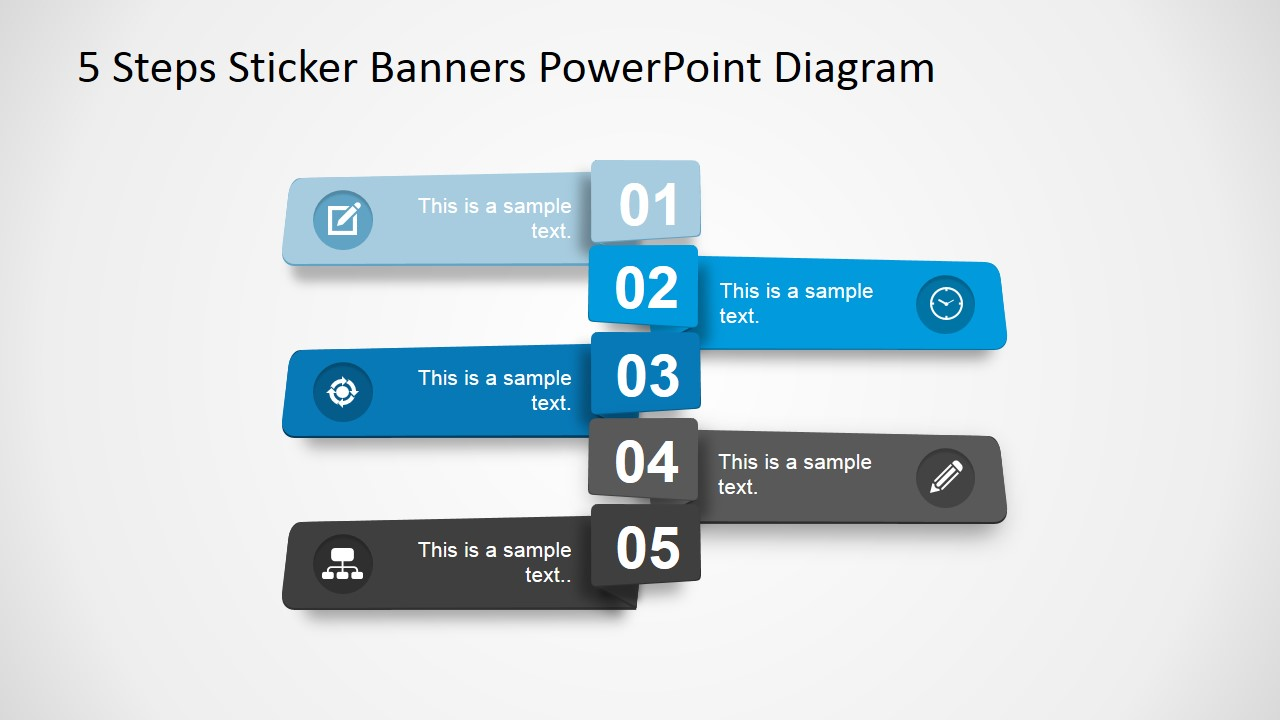 5 Steps Sticker Banners PowerPoint Diagram
01
This is a sample
text.
02
This is a sample
text.
03
This is a sample
text.
04
This is a sample
text.
05
This is a sample
text..